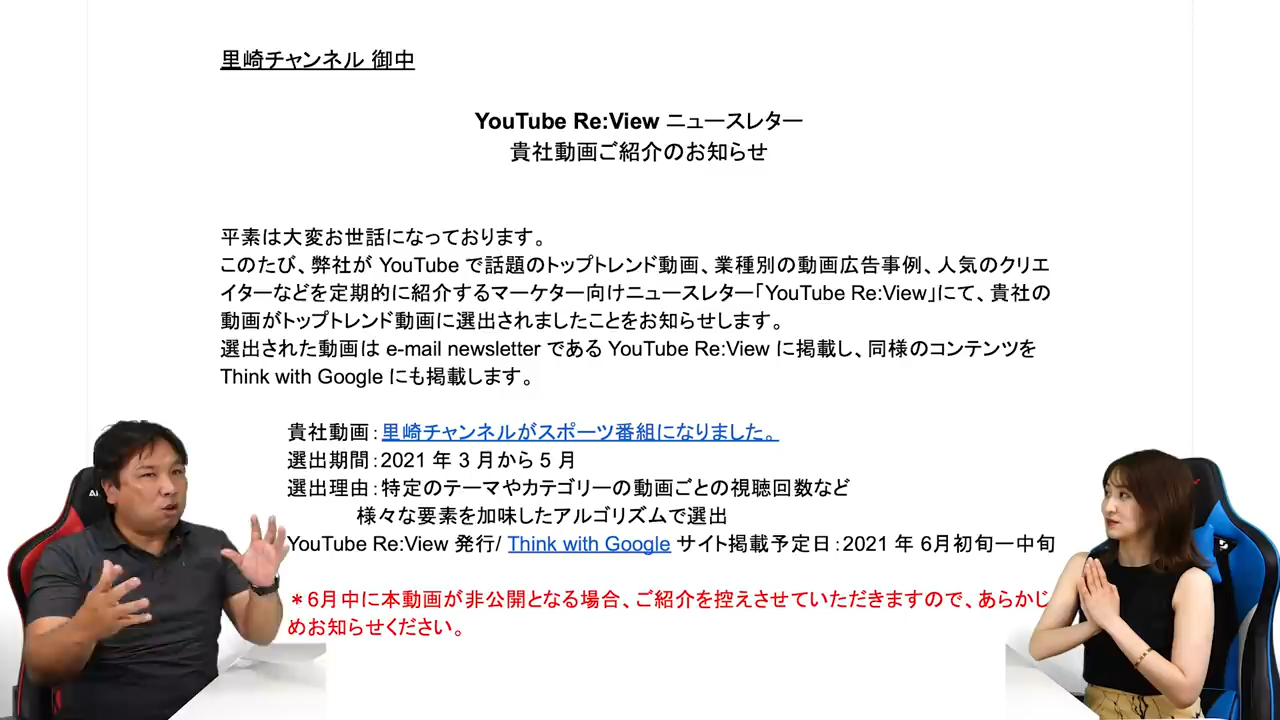 里崎チャンネル 御中
YouTube Re:View ニュースレター
貴社動画ご紹介のお知らせ
平素は大変お世話になっております。
このたび、弊社が YouTube で話題のトップトレンド動画、業種別の動画広告事例、人気のクリエ
イターなどを定期的に紹介するマーケター向けニュースレター「YouTube Re:View」にて、貴社の
動画がトップトレンド動画に選出されましたことをお知らせします。
選出された動画は e-mail newsletter である YouTube Re:View に掲載し、同様のコンテンツを
Think with Google にも掲載します。
貴社動画：里崎チャンネルがスポーツ番組になりました。
選出期間：2021 年 3 月から 5 月
選出理由：特定のテーマやカテゴリーの動画ごとの視聴回数など
様々な要素を加味したアルゴリズムで選出
YouTube Re:View 発行/ Think with Google サイト掲載予定日：2021 年 6月初旬ー中旬
＊6月中に本動画が非公開となる場合、ご紹介を控えさせていただきますので、あらかじ
めお知らせください。